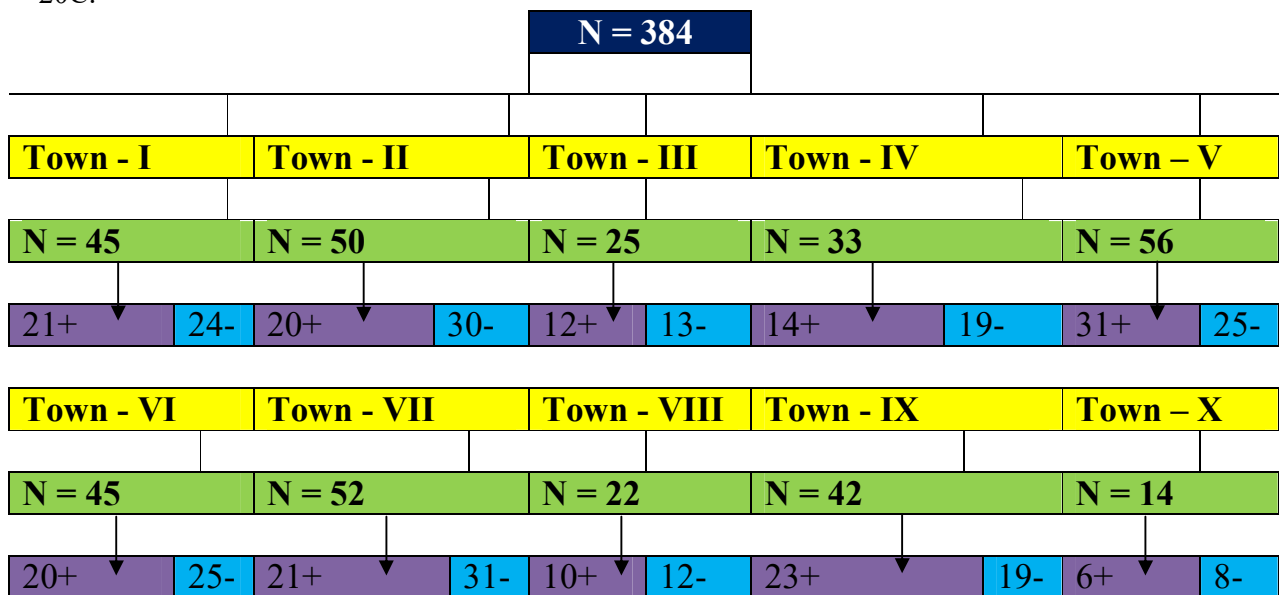 20C.
N = 384
Town - I Town - II Town - III Town - IV Town – V
N = 45 N = 50 N = 25 N = 33 N = 56
21+ 24- 20+ 30- 12+ 13- 14+ 19- 31+ 25-
Town - VI Town - VII Town - VIII Town - IX Town – X
N = 45 N = 52 N = 22 N = 42 N = 14
20+ 25- 21+ 31- 10+ 12- 23+ 19- 6+ 8-